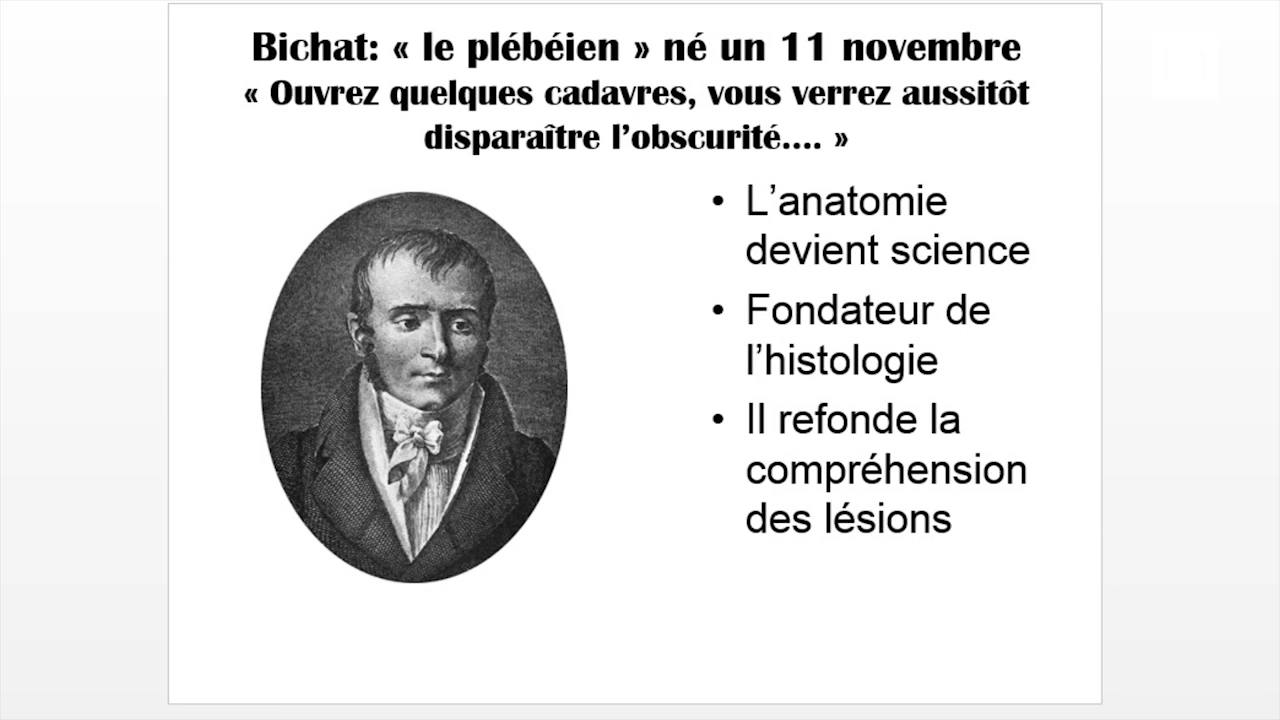 Bichat: « le plébéien » né un 11 novembre
« Ouvrez quelques cadavres, vous verrez aussitôt
disparaître l’obscurité.... »
• L’anatomie
devient science
• Fondateur de
l’histologie
• Il refonde la
compréhension
des lésions